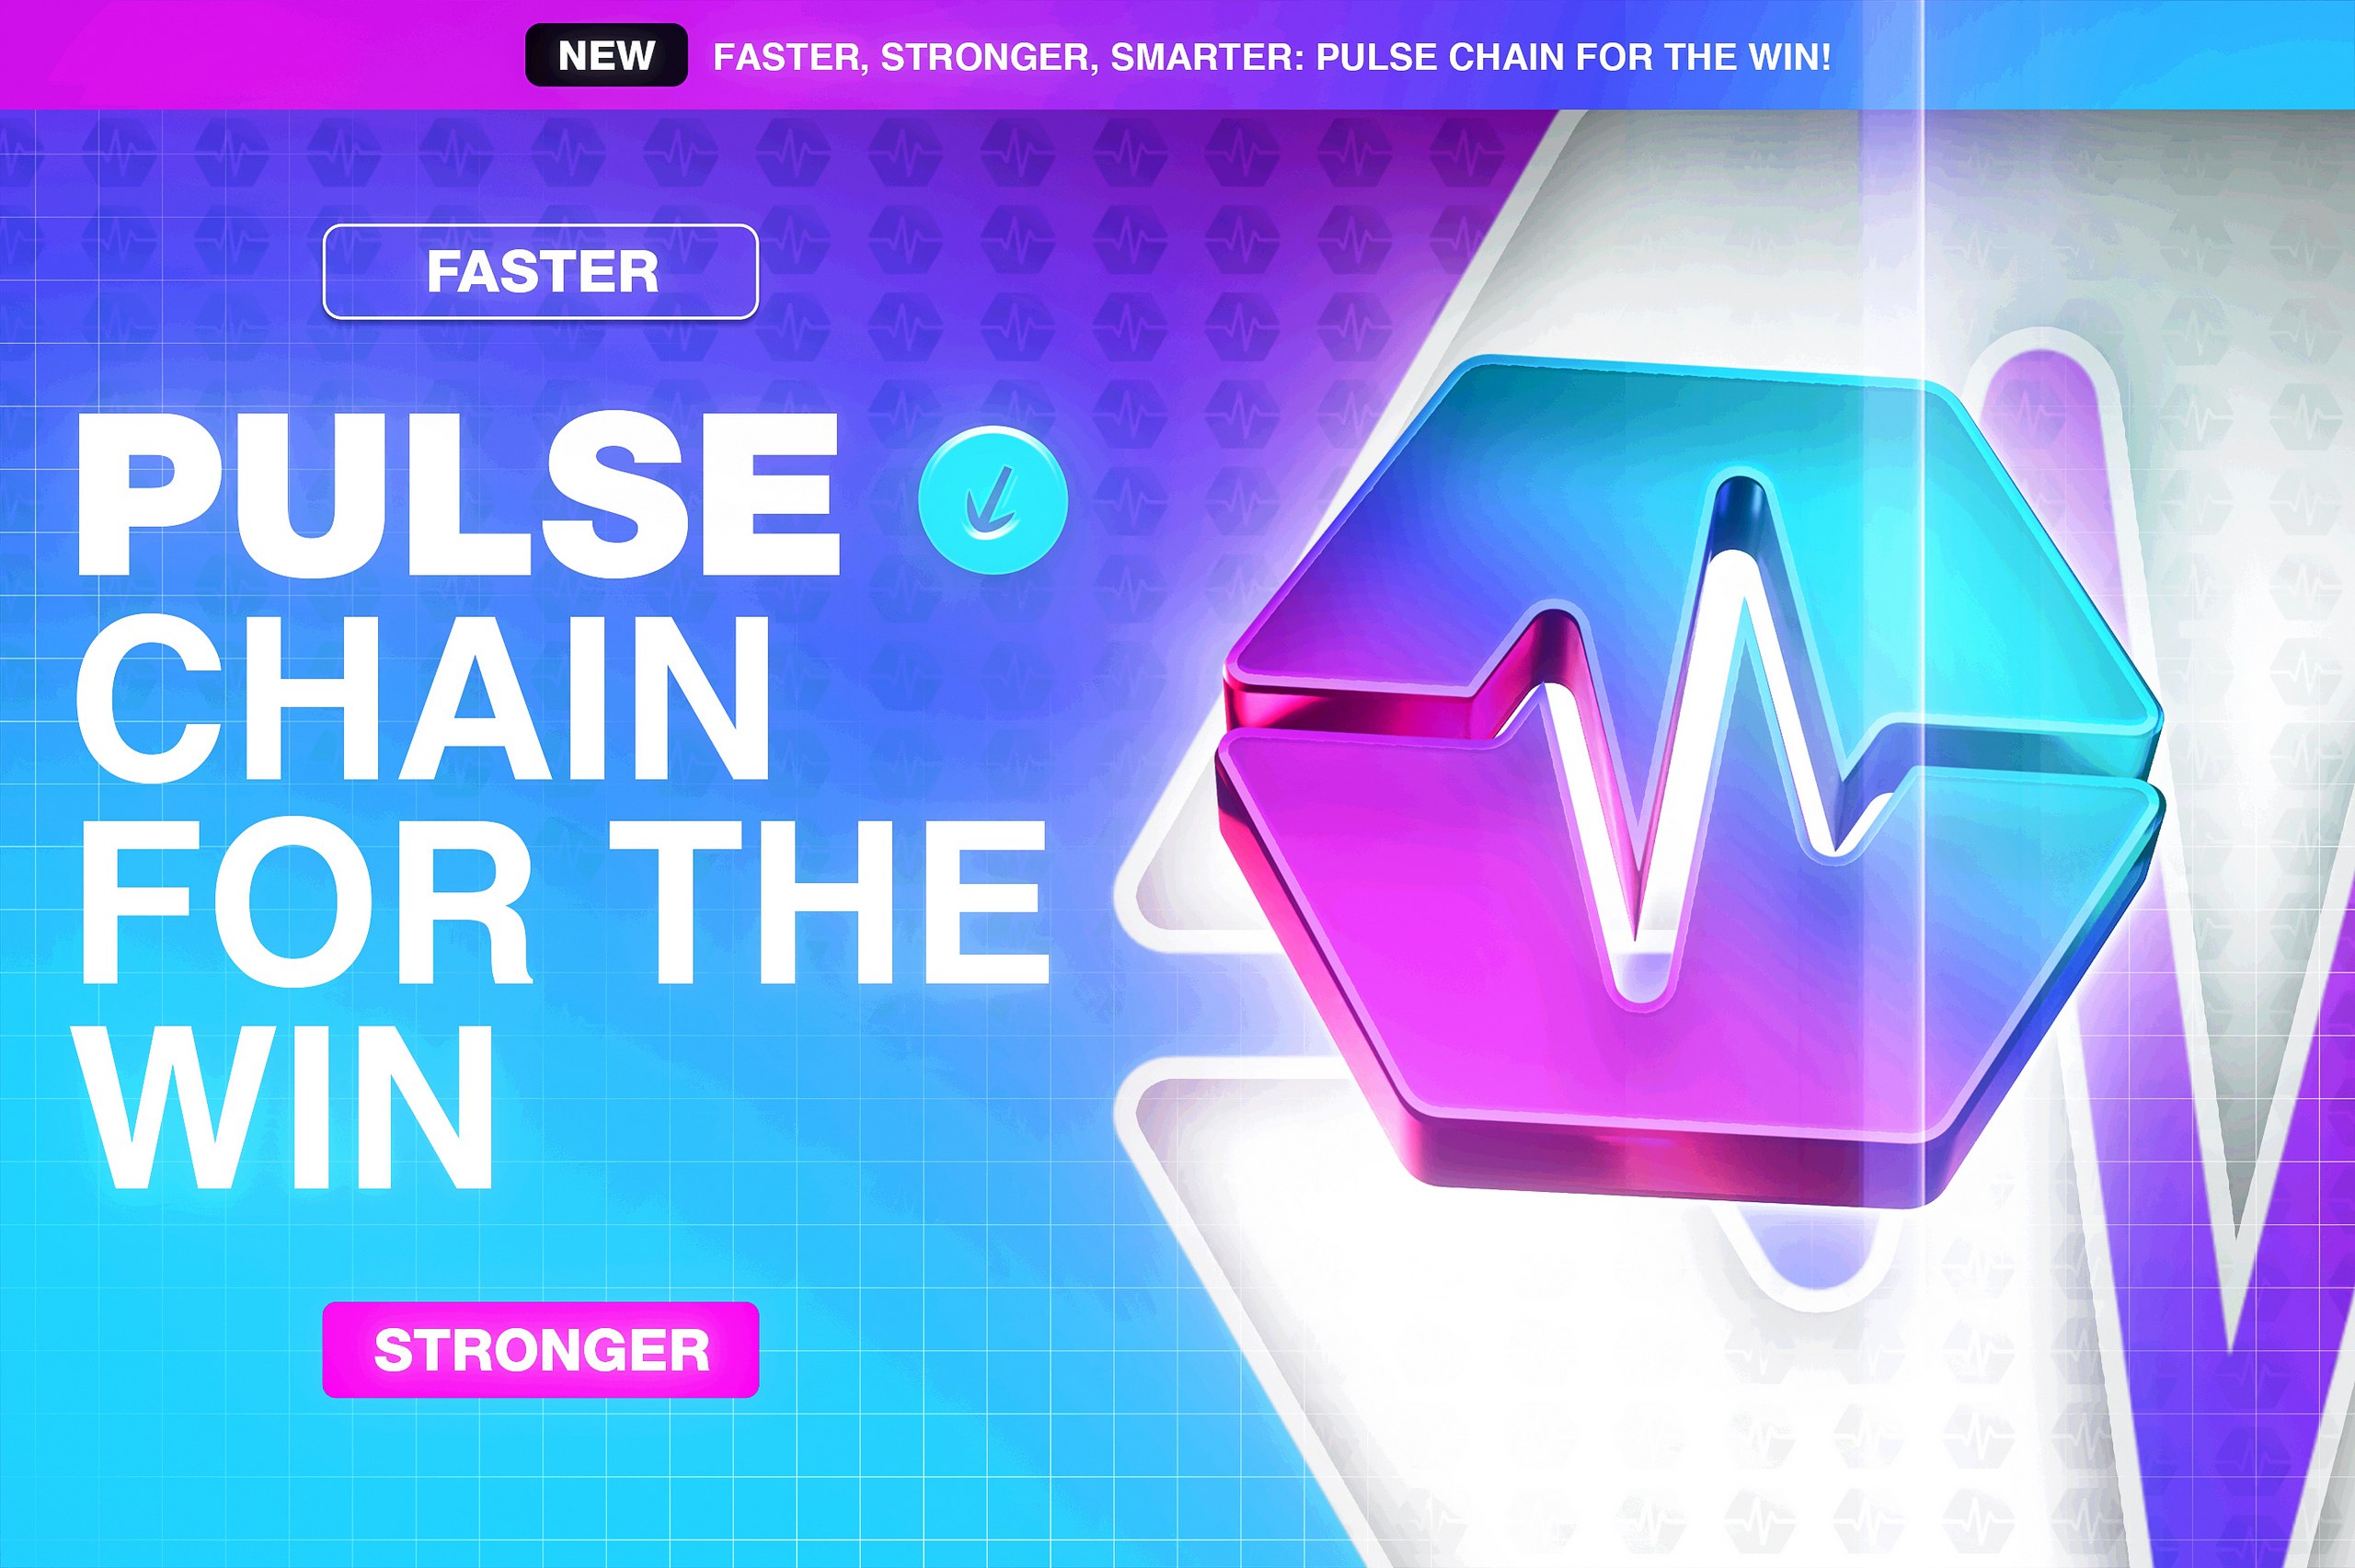 NEW FASTER, STRONGER, SMARTER: PULSE CHAIN FOR THE WIN!
FASTER
PULSE
CHAIN
FOR THE
WIN
STRONGER